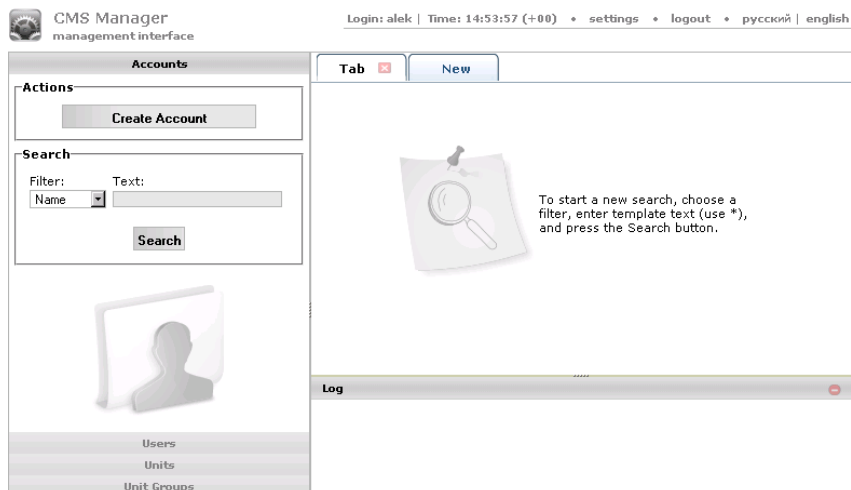 CMS Manager
management interface
Login: alek | Time: 14:53:57 (+00) • settings • logout • русский | english
Accounts
Tab
New
Actions
Create Account
Search
Filter:
Text:
Name
Search
To start a new search, choose a
filter, enter template text (use *),
and press the Search button.
Log
Users
Units
Unit Groups